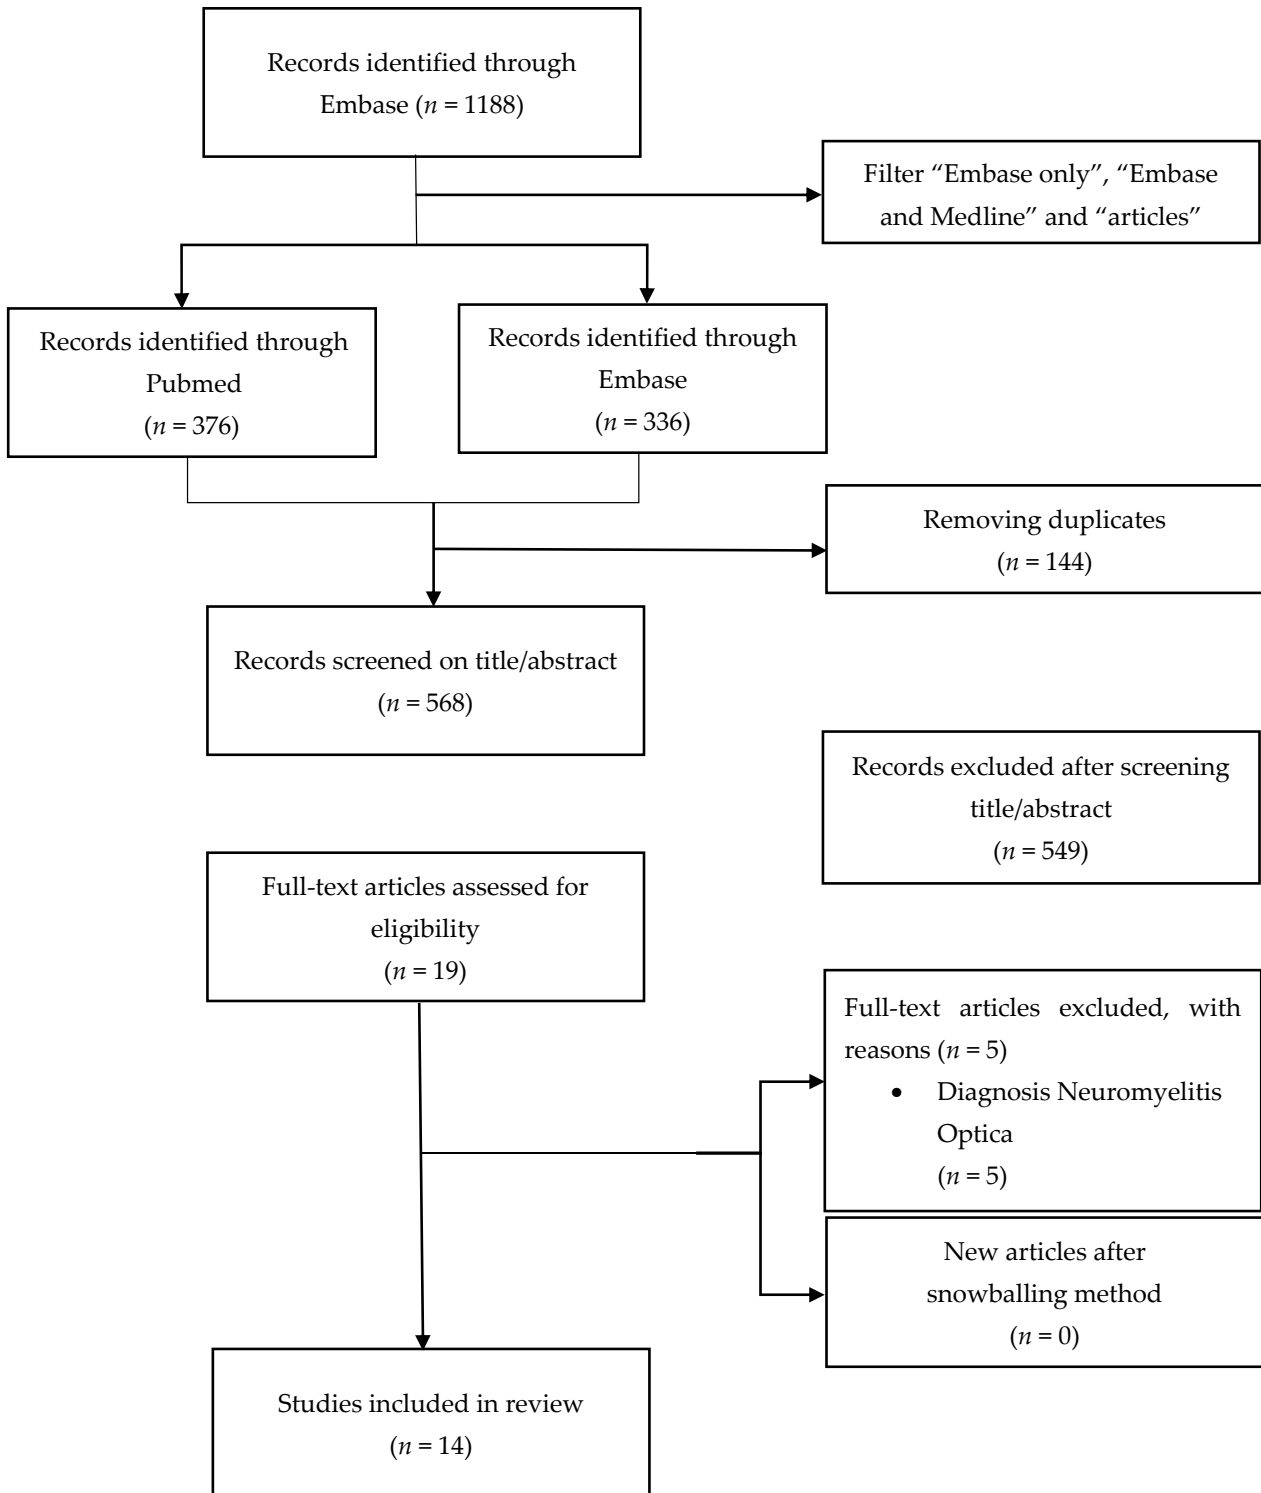 Records identified through
Embase (n = 1188)
Filter “Embase only”, “Embase
and Medline” and “articles”
Records identified through
Pubmed
(n = 376)
Records identified through
Embase
(n = 336)
Removing duplicates
(n = 144)
Records screened on title/abstract
(n = 568)
Records excluded after screening
title/abstract
(n = 549)
Full-text articles assessed for
eligibility
(n = 19)
Full-text articles excluded, with
reasons (n = 5)
• Diagnosis Neuromyelitis
Optica
(n = 5)
New articles after
snowballing method
(n = 0)
Studies included in review
(n = 14)